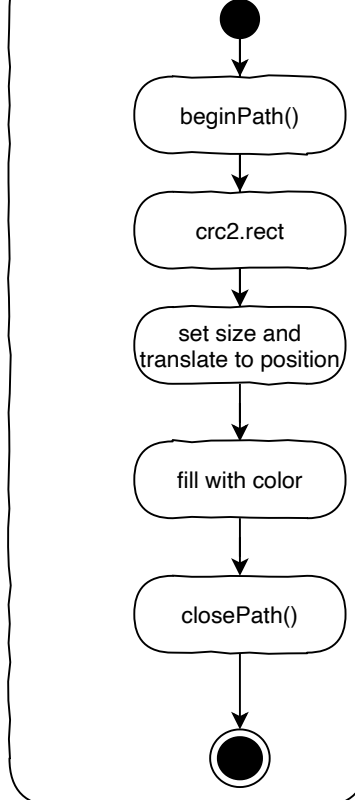 beginPath()
crc2.rect
set size and
translate to position
fill with color
closePath()